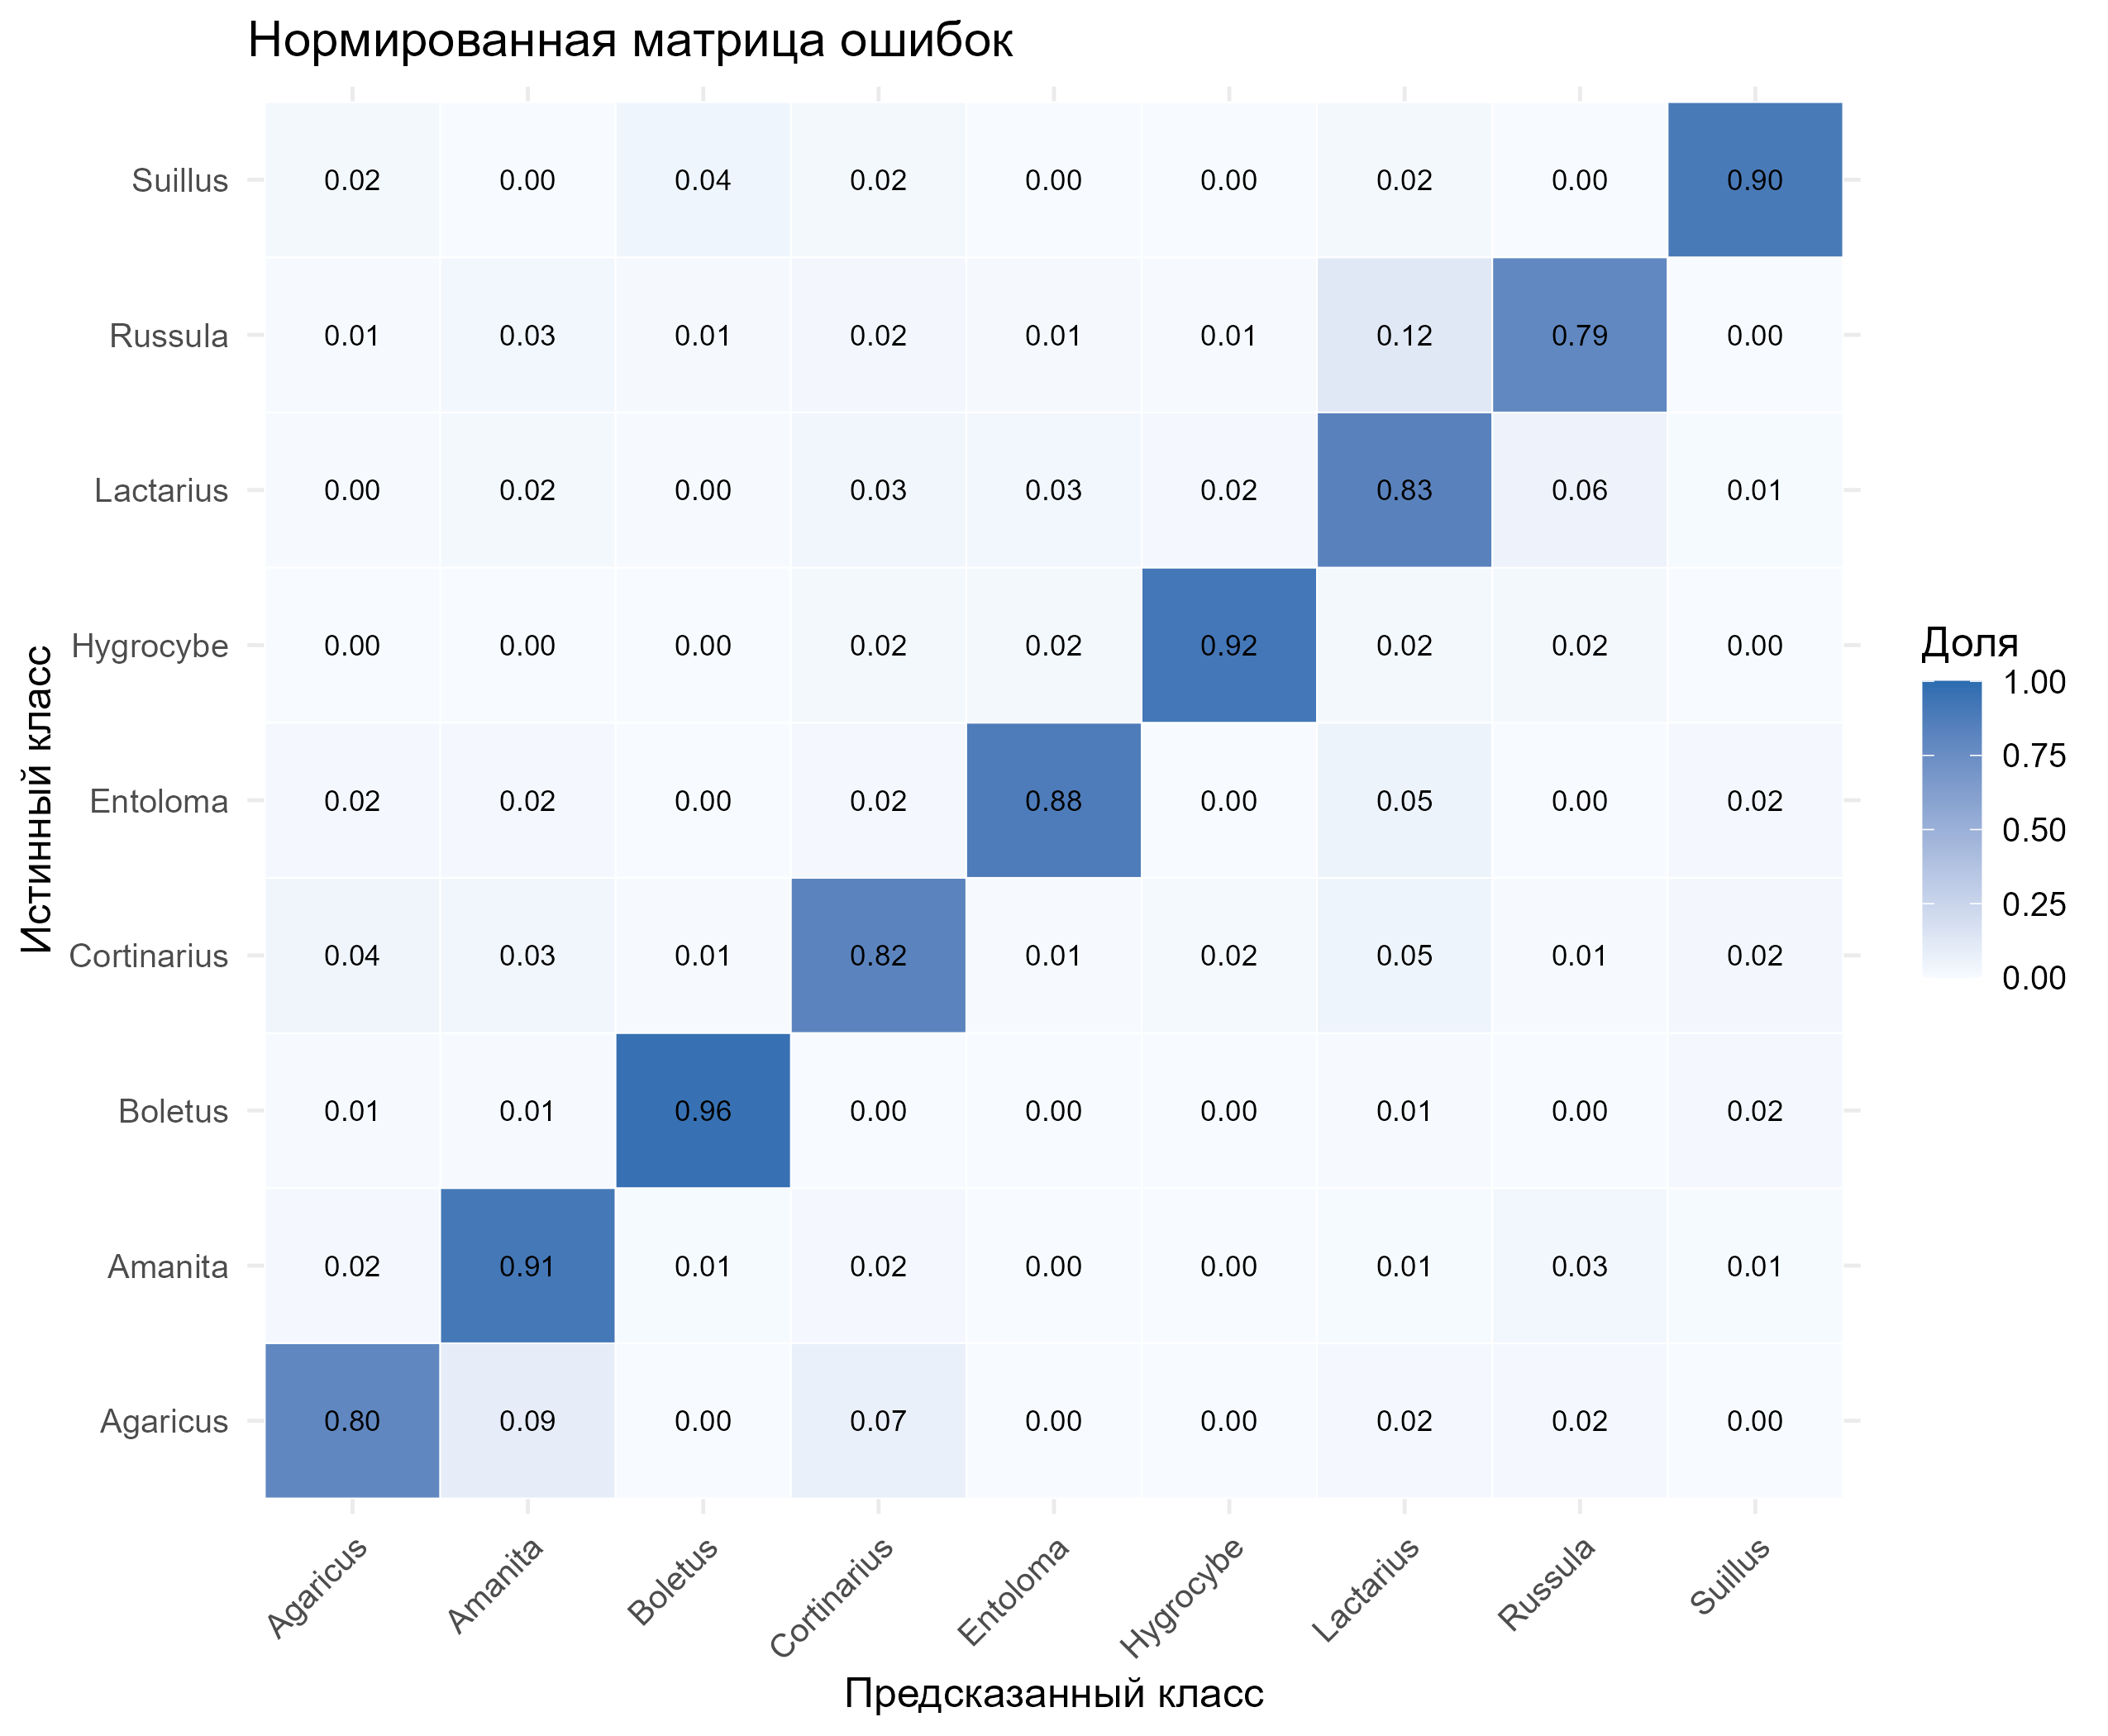 Нормированная матрица ошибок
Истинный класс
Suillus 0.02 0.00 0.04 0.02 0.00 0.00 0.02 0.00 0.90
Russula 0.01 0.03 0.01 0.02 0.01 0.01 0.12 0.79 0.00
Lactarius 0.00 0.02 0.00 0.03 0.03 0.02 0.83 0.06 0.01
Hygrocybe 0.00 0.00 0.00 0.02 0.02 0.92 0.02 0.02 0.00
Entoloma 0.02 0.02 0.00 0.02 0.88 0.00 0.05 0.00 0.02
Cortinarius 0.04 0.03 0.01 0.82 0.01 0.02 0.05 0.01 0.02
Boletus 0.01 0.01 0.96 0.00 0.00 0.00 0.01 0.00 0.02
Amanita 0.02 0.91 0.01 0.02 0.00 0.00 0.01 0.03 0.01
Agaricus 0.80 0.09 0.00 0.07 0.00 0.00 0.02 0.02 0.00
Agaricus Amanita Boletus Cortinarius Entoloma Hygrocybe Lactarius Russula Suillus
Предсказанный класс
Доля
1.00
0.75
0.50
0.25
0.00